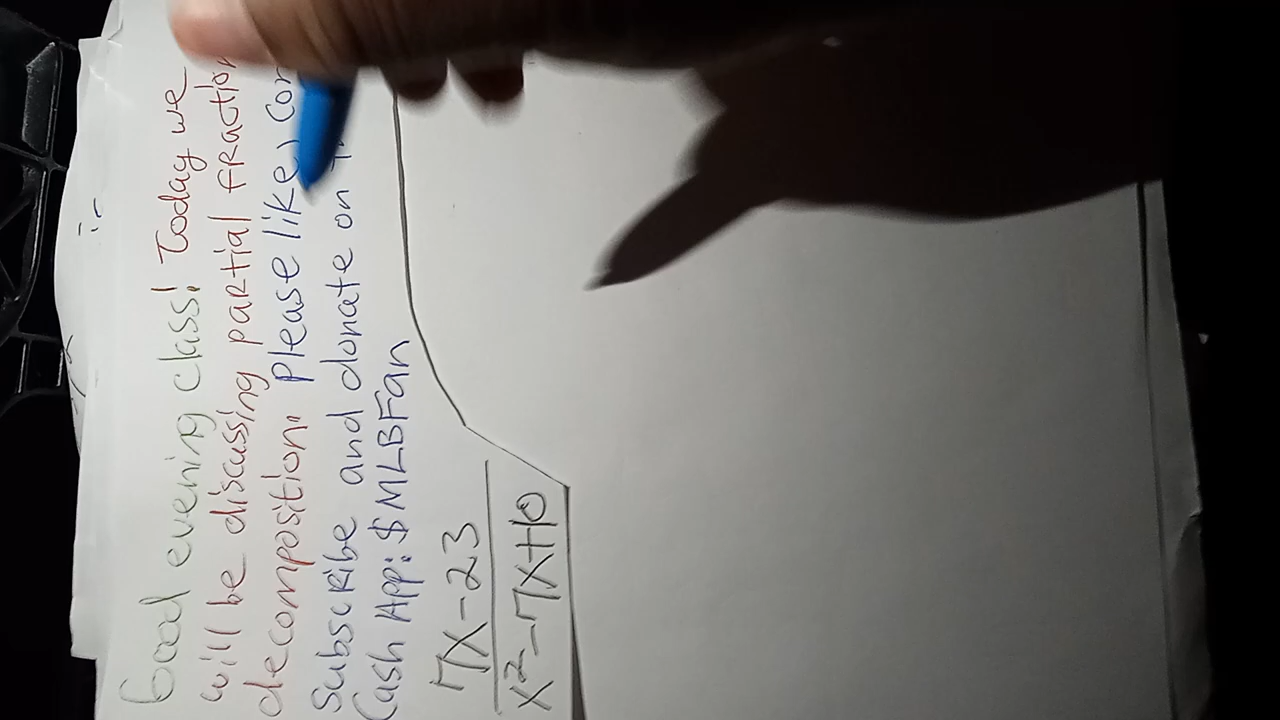 Good evening class! Today we
will be discussing partial fraction
decomposition. Please like,
subscribe and donate on
Cash App: $MLBFan
7x-23
x²-7x+10